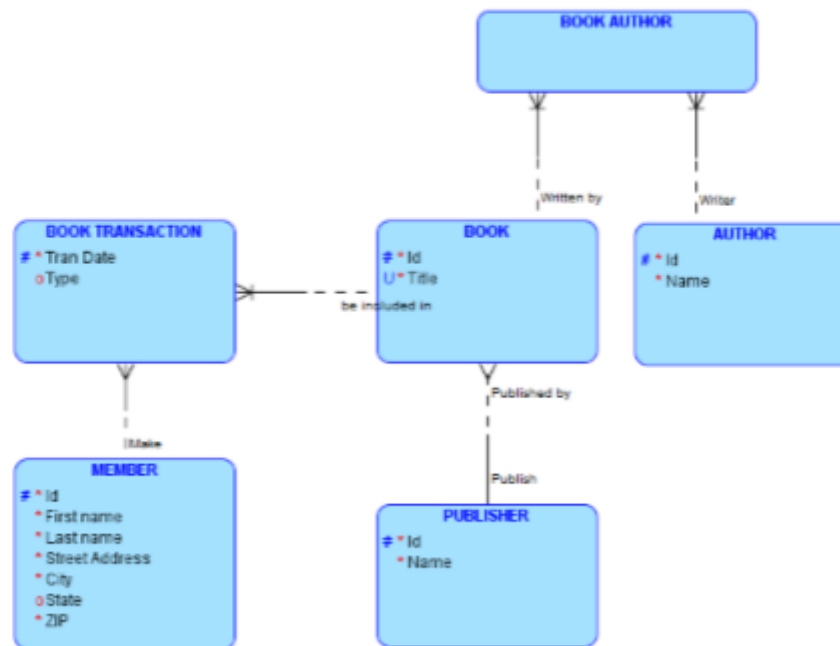 BOOK AUTHOR
Written by
Writer
BOOK TRANSACTION
# * Tran Date
o Type
BOOK
# * Id
U * Title
AUTHOR
# * Id
* Name
be included in
Published by
Make
Publish
MEMBER
# * Id
* First name
* Last name
* Street Address
* City
o State
* ZIP
PUBLISHER
# * Id
* Name